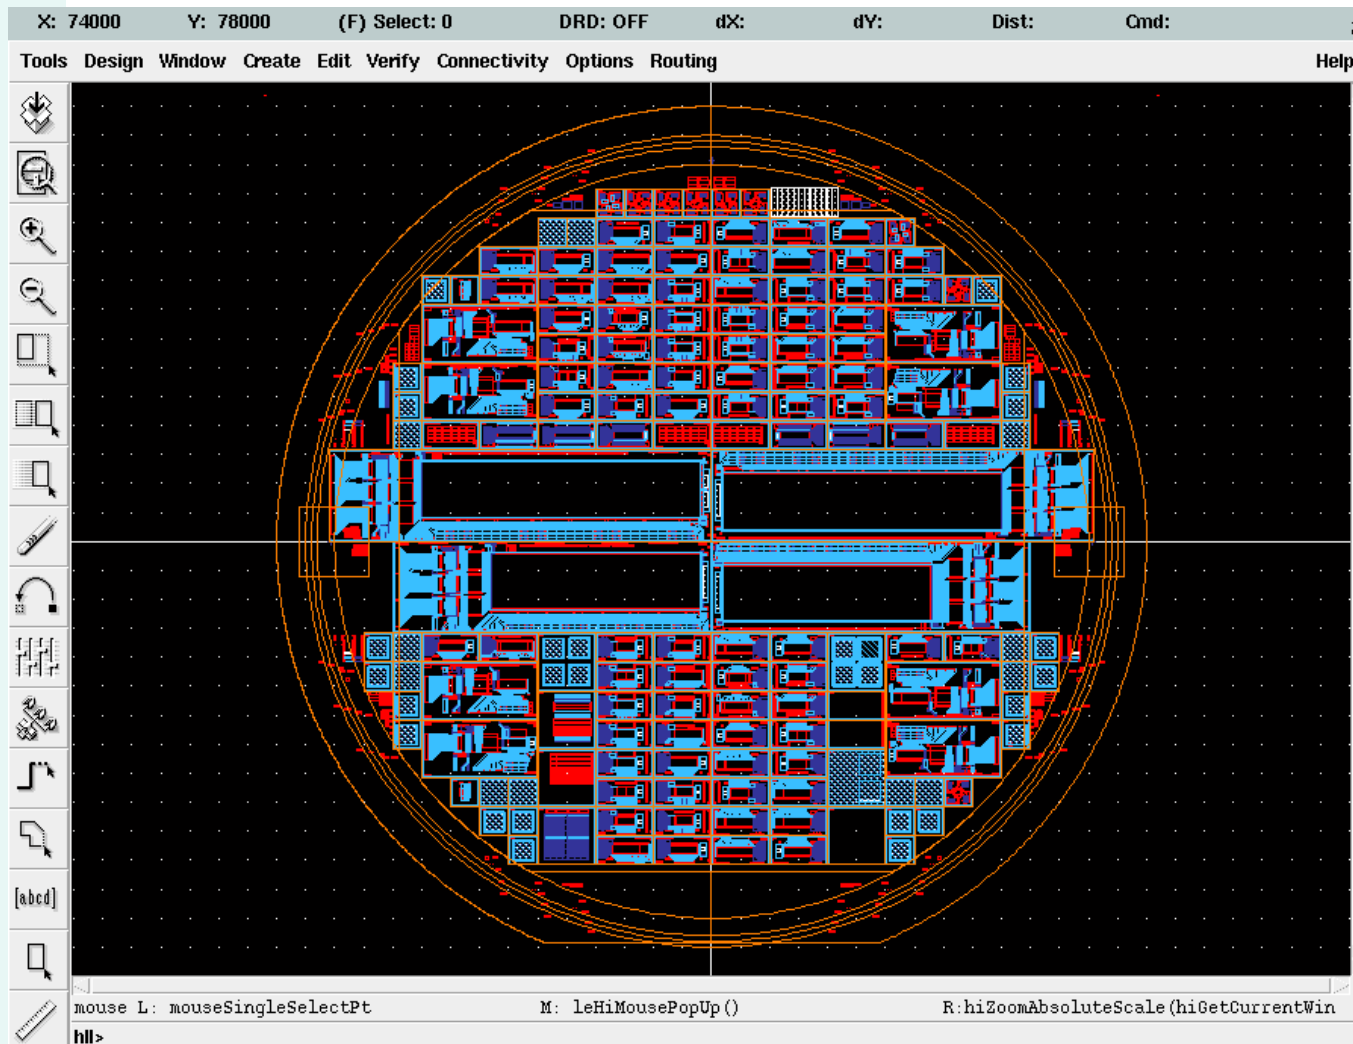 X: 74000 Y: 78000 (F) Select: 0 DRD: OFF dX: dY: Dist: Cmd:
Tools Design Window Create Edit Verify Connectivity Options Routing Help
[abcd]
mouse L: mouseSingleSelectPt M: leHiMousePopUp() R:hiZoomAbsoluteScale(hiGetCurrentWin
hll>